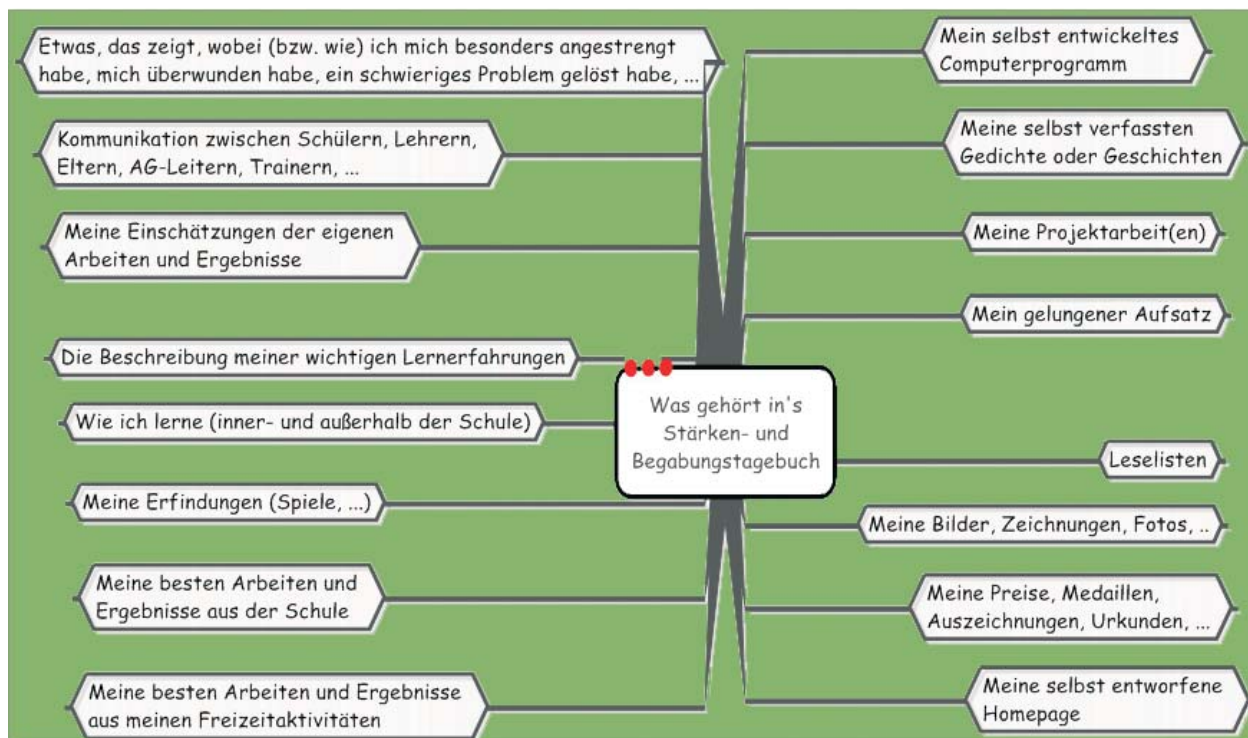 Etwas, das zeigt, wobei (bzw. wie) ich mich besonders angestrengt
habe, mich überwunden habe, ein schwieriges Problem gelöst habe, ...
Kommunikation zwischen Schülern, Lehrern,
Eltern, AG-Leitern, Trainern, ...
Meine Einschätzungen der eigenen
Arbeiten und Ergebnisse
Die Beschreibung meiner wichtigen Lernerfahrungen
Wie ich lerne (inner- und außerhalb der Schule)
Meine Erfindungen (Spiele, ...)
Meine besten Arbeiten und
Ergebnisse aus der Schule
Meine besten Arbeiten und Ergebnisse
aus meinen Freizeitaktivitäten
Was gehört in's
Stärken- und
Begabungstagebuch
Mein selbst entwickeltes
Computerprogramm
Meine selbst verfassten
Gedichte oder Geschichten
Meine Projektarbeit(en)
Mein gelungener Aufsatz
Leselisten
Meine Bilder, Zeichnungen, Fotos, ..
Meine Preise, Medaillen,
Auszeichnungen, Urkunden, ...
Meine selbst entworfene
Homepage